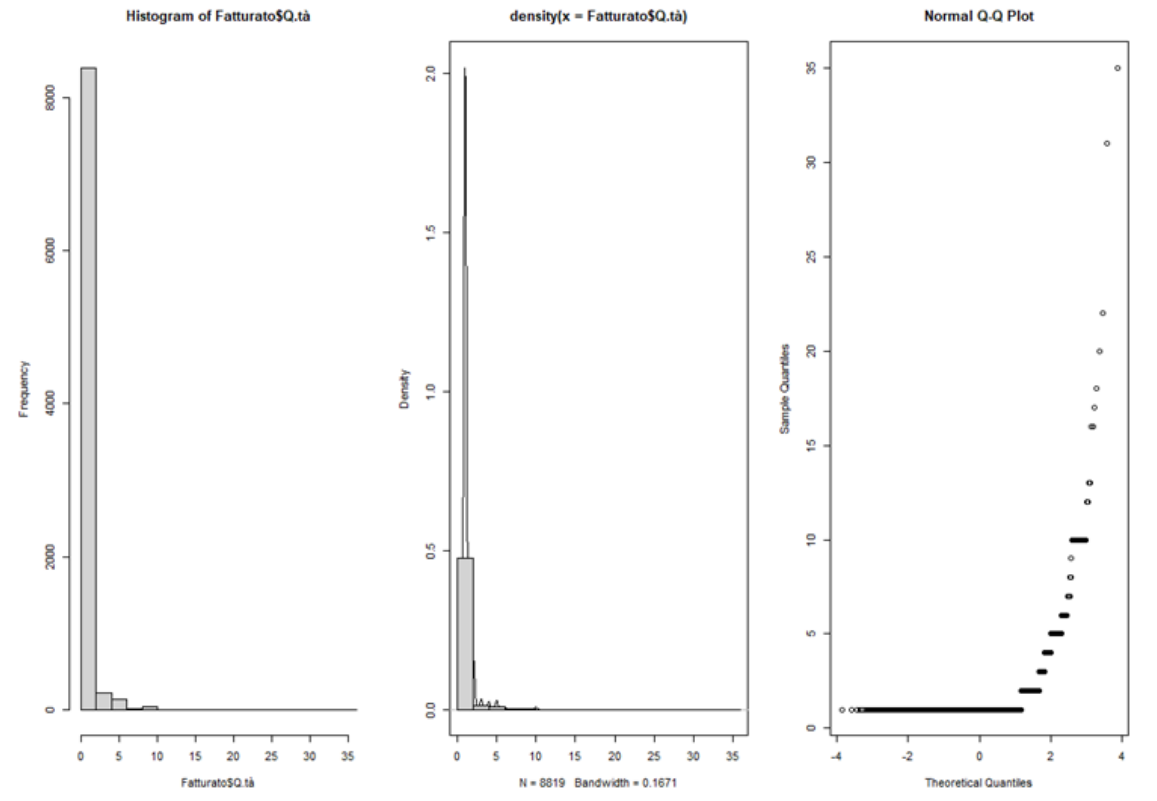 Histogram of Fatturato$Q.tà
Frequency
0
2000
4000
6000
8000
0 5 10 15 20 25 30 35
Fatturato$Q.tà
density(x = Fatturato$Q.tà)
Density
0.0
0.5
1.0
1.5
2.0
0 5 10 15 20 25 30 35
N = 8819 Bandwidth = 0.1671
Normal Q-Q Plot
Sample Quantiles
0
5
10
15
20
25
30
35
-4 -2 0 2 4
Theoretical Quantiles